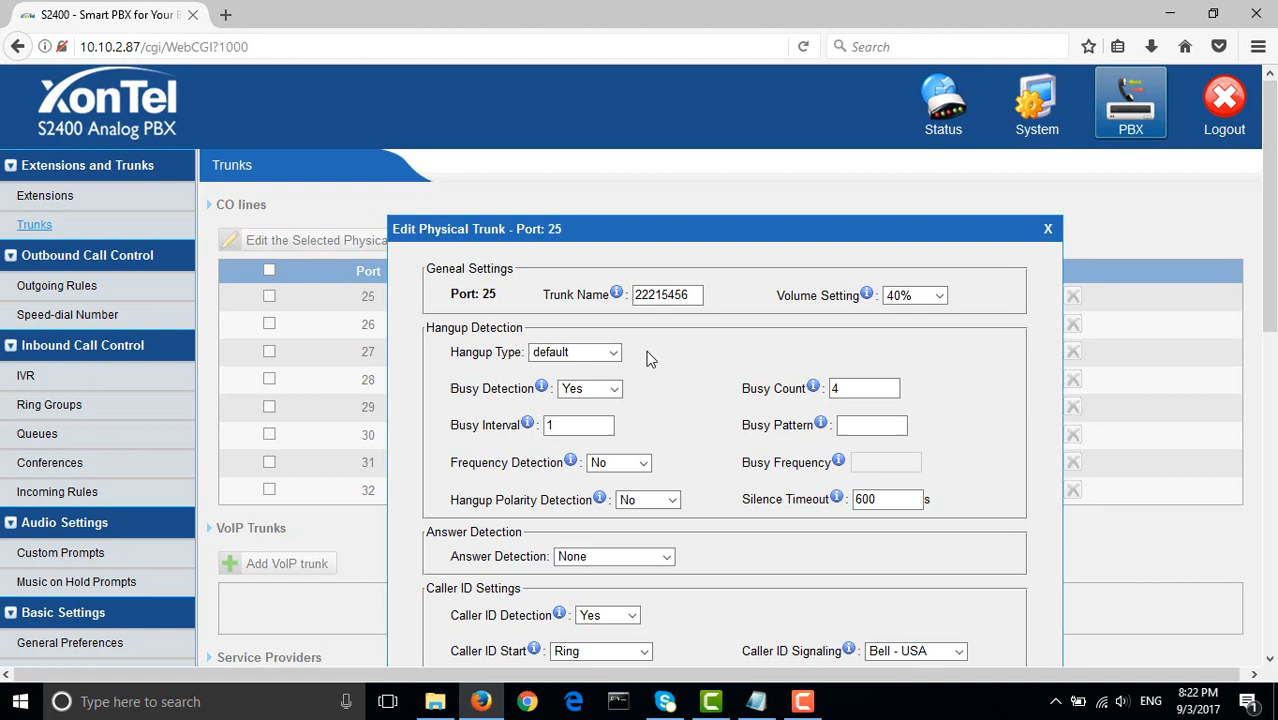 S2400 - Smart PBX for Your B
10.10.2.87/cgi/WebCGI?1000
Search
XonTel
S2400 Analog PBX
Status
System
PBX
Logout
Extensions and Trunks
Extensions
Trunks
Outbound Call Control
Outgoing Rules
Speed-dial Number
Inbound Call Control
IVR
Ring Groups
Queues
Conferences
Incoming Rules
Audio Settings
Custom Prompts
Music on Hold Prompts
Basic Settings
General Preferences
Trunks
CO lines
Edit the Selected Physica
Port
25
26
27
28
29
30
31
32
VoIP Trunks
Add VoIP trunk
Service Providers
Edit Physical Trunk - Port: 25 X
Geneal Settings
Port: 25 Trunk Name : 22215456 Volume Setting : 40%
Hangup Detection
Hangup Type: default
Busy Detection : Yes Busy Count : 4
Busy Interval : 1 Busy Pattern :
Frequency Detection : No Busy Frequency
Hangup Polarity Detection : No Silence Timeout : 600 s
Answer Detection
Answer Detection: None
Caller ID Settings
Caller ID Detection : Yes
Caller ID Start : Ring Caller ID Signaling : Bell - USA
Type here to search
ENG
8:22 PM
9/3/2017
1